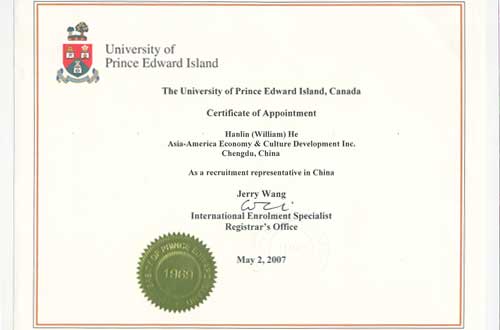 University of
Prince Edward Island
The University of Prince Edward Island, Canada
Certificate of Appointment
Hanlin (William) He
Asia-America Economy & Culture Development Inc.
Chengdu, China
As a recruitment representative in China
Jerry Wang
International Enrolment Specialist
Registrar's Office
May 2, 2007
OF PRINCE
1969